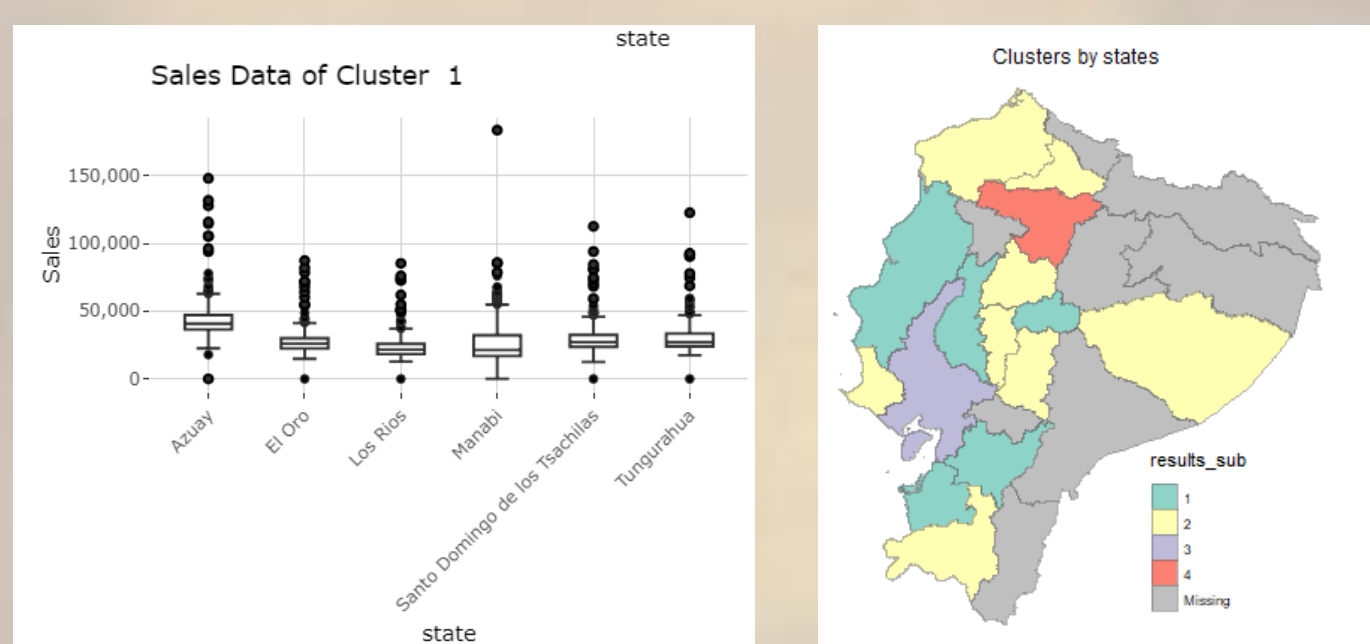 state
Sales Data of Cluster 1
Sales
150,000
100,000
50,000
0
Azuay
El Oro
Los Rios
Manabi
Santo Domingo de los Tsachilas
Tungurahua
state
Clusters by states
results_sub
1
2
3
4
Missing